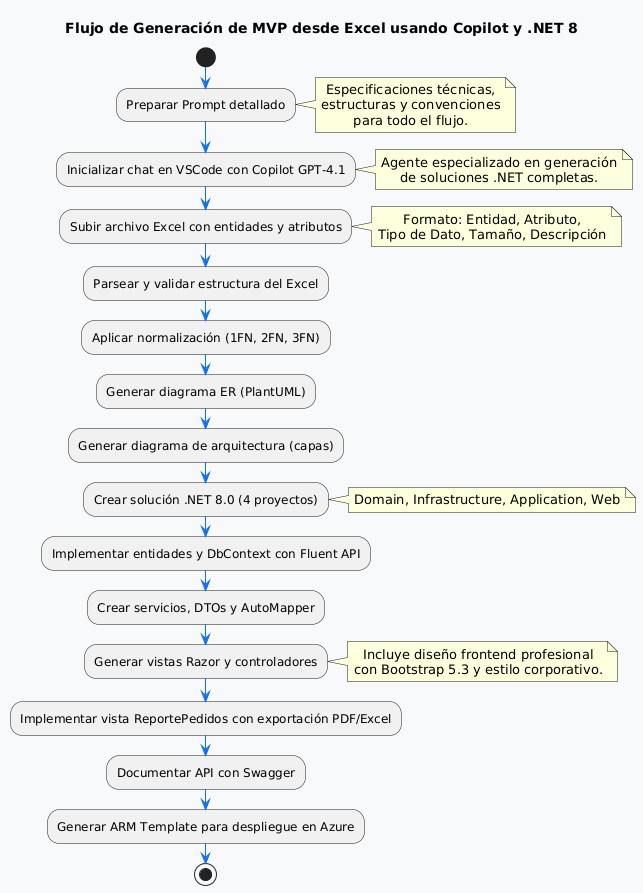 Flujo de Generación de MVP desde Excel usando Copilot y .NET 8
Preparar Prompt detallado
Especificaciones técnicas,
estructuras y convenciones
para todo el flujo.
Inicializar chat en VSCode con Copilot GPT-4.1
Agente especializado en generación
de soluciones .NET completas.
Subir archivo Excel con entidades y atributos
Formato: Entidad, Atributo,
Tipo de Dato, Tamaño, Descripción
Parsear y validar estructura del Excel
Aplicar normalización (1FN, 2FN, 3FN)
Generar diagrama ER (PlantUML)
Generar diagrama de arquitectura (capas)
Crear solución .NET 8.0 (4 proyectos)
Domain, Infrastructure, Application, Web
Implementar entidades y DbContext con Fluent API
Crear servicios, DTOs y AutoMapper
Generar vistas Razor y controladores
Incluye diseño frontend profesional
con Bootstrap 5.3 y estilo corporativo.
Implementar vista ReportePedidos con exportación PDF/Excel
Documentar API con Swagger
Generar ARM Template para despliegue en Azure